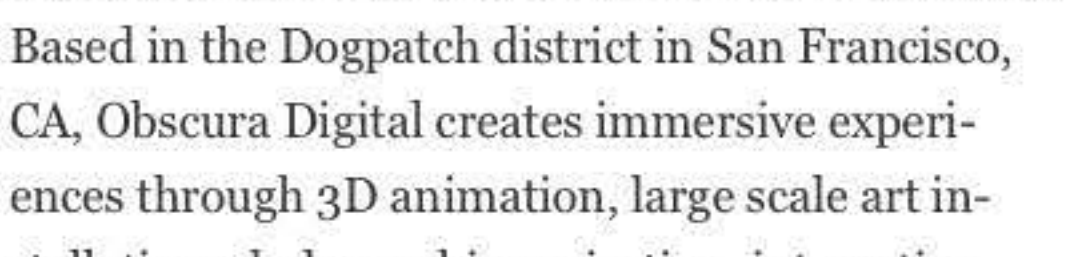 Based in the Dogpatch district in San Francisco,
CA, Obscura Digital creates immersive experi-
ences through 3D animation, large scale art in-